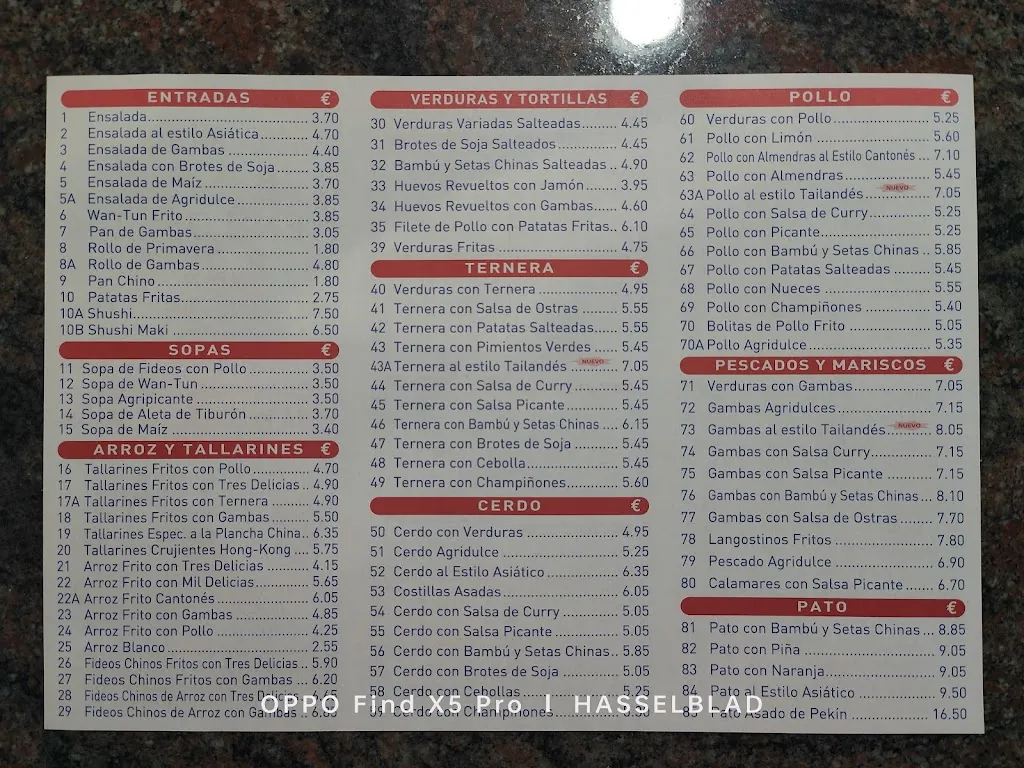 ENTRADAS €
1 Ensalada 3.70
2 Ensalada al estilo Asiática 4.70
3 Ensalada de Gambas 4.40
4 Ensalada con Brotes de Soja 3.85
5 Ensalada de Maíz 3.70
5A Ensalada de Agridulce 3.85
6 Wan-Tun Frito 3.85
7 Pan de Gambas 3.05
8 Rollo de Primavera 1.80
8A Rollo de Gambas 4.80
9 Pan Chino 1.80
10 Patatas Fritas 2.75
10A Shushi 7.50
10B Shushi Maki 6.50
SOPAS €
11 Sopa de Fideos con Pollo 3.50
12 Sopa de Wan-Tun 3.50
13 Sopa Agripicante 3.50
14 Sopa de Aleta de Tiburón 3.70
15 Sopa de Maíz 3.40
ARROZ Y TALLARINES €
16 Tallarines Fritos con Pollo 4.70
17 Tallarines Fritos con Tres Delicias 4.90
17A Tallarines Fritos con Ternera 4.90
18 Tallarines Fritos con Gambas 5.50
19 Tallarines Espec. a la Plancha China 6.35
20 Tallarines Crujientes Hong-Kong 5.75
21 Arroz Frito con Tres Delicias 4.15
22 Arroz Frito con Mil Delicias 5.65
22A Arroz Frito Cantonés 6.05
23 Arroz Frito con Gambas 4.85
24 Arroz Frito con Pollo 4.25
25 Arroz Blanco 2.55
26 Fideos Chinos Fritos con Tres Delicias 5.90
27 Fideos Chinos Fritos con Gambas 6.20
28 Fideos Chinos de Arroz con Tres Delicias
29 Fideos Chinos de Arroz con Gambas
VERDURAS Y TORTILLAS €
30 Verduras Variadas Salteadas 4.45
31 Brotes de Soja Salteados 4.45
32 Bambú y Setas Chinas Salteadas 4.90
33 Huevos Revueltos con Jamón 3.95
34 Huevos Revueltos con Gambas 4.60
35 Filete de Pollo con Patatas Fritas 6.10
39 Verduras Fritas 4.75
TERNERA €
40 Verduras con Ternera 4.95
41 Ternera con Salsa de Ostras 5.55
42 Ternera con Patatas Salteadas 5.55
43 Ternera con Pimientos Verdes 5.45
43A Ternera al estilo Tailandés NUEVO 7.05
44 Ternera con Salsa de Curry 5.45
45 Ternera con Salsa Picante 5.45
46 Ternera con Bambú y Setas Chinas 6.15
47 Ternera con Brotes de Soja 5.45
48 Ternera con Cebolla 5.45
49 Ternera con Champiñones 5.60
CERDO €
50 Cerdo con Verduras 4.95
51 Cerdo Agridulce 5.25
52 Cerdo al Estilo Asiático 6.35
53 Costillas Asadas 6.05
54 Cerdo con Salsa de Curry 5.05
55 Cerdo con Salsa Picante 5.05
56 Cerdo con Bambú y Setas Chinas 5.85
57 Cerdo con Brotes de Soja 5.05
58 Cerdo con Cebollas 5.25
59 Cerdo con Champiñones
POLLO €
60 Verduras con Pollo 5.25
61 Pollo con Limón 5.60
62 Pollo con Almendras al Estilo Cantonés 7.10
63 Pollo con Almendras 5.45
63A Pollo al estilo Tailandés NUEVO 7.05
64 Pollo con Salsa de Curry 5.25
65 Pollo con Picante 5.25
66 Pollo con Bambú y Setas Chinas 5.85
67 Pollo con Patatas Salteadas 5.45
68 Pollo con Nueces 5.55
69 Pollo con Champiñones 5.40
70 Bolitas de Pollo Frito 5.05
70A Pollo Agridulce 5.35
PESCADOS Y MARISCOS €
71 Verduras con Gambas 7.05
72 Gambas Agridulces 7.15
73 Gambas al estilo Tailandés NUEVO 8.05
74 Gambas con Salsa Curry 7.15
75 Gambas con Salsa Picante 7.15
76 Gambas con Bambú y Setas Chinas 8.10
77 Gambas con Salsa de Ostras 7.70
78 Langostinos Fritos 7.80
79 Pescado Agridulce 6.90
80 Calamares con Salsa Picante 6.70
PATO €
81 Pato con Bambú y Setas Chinas 8.85
82 Pato con Piña 9.05
83 Pato con Naranja 9.05
84 Pato al Estilo Asiático 9.50
85 Pato Asado de Pekín 16.50
OPPO Find X5 Pro | HASSELBLAD